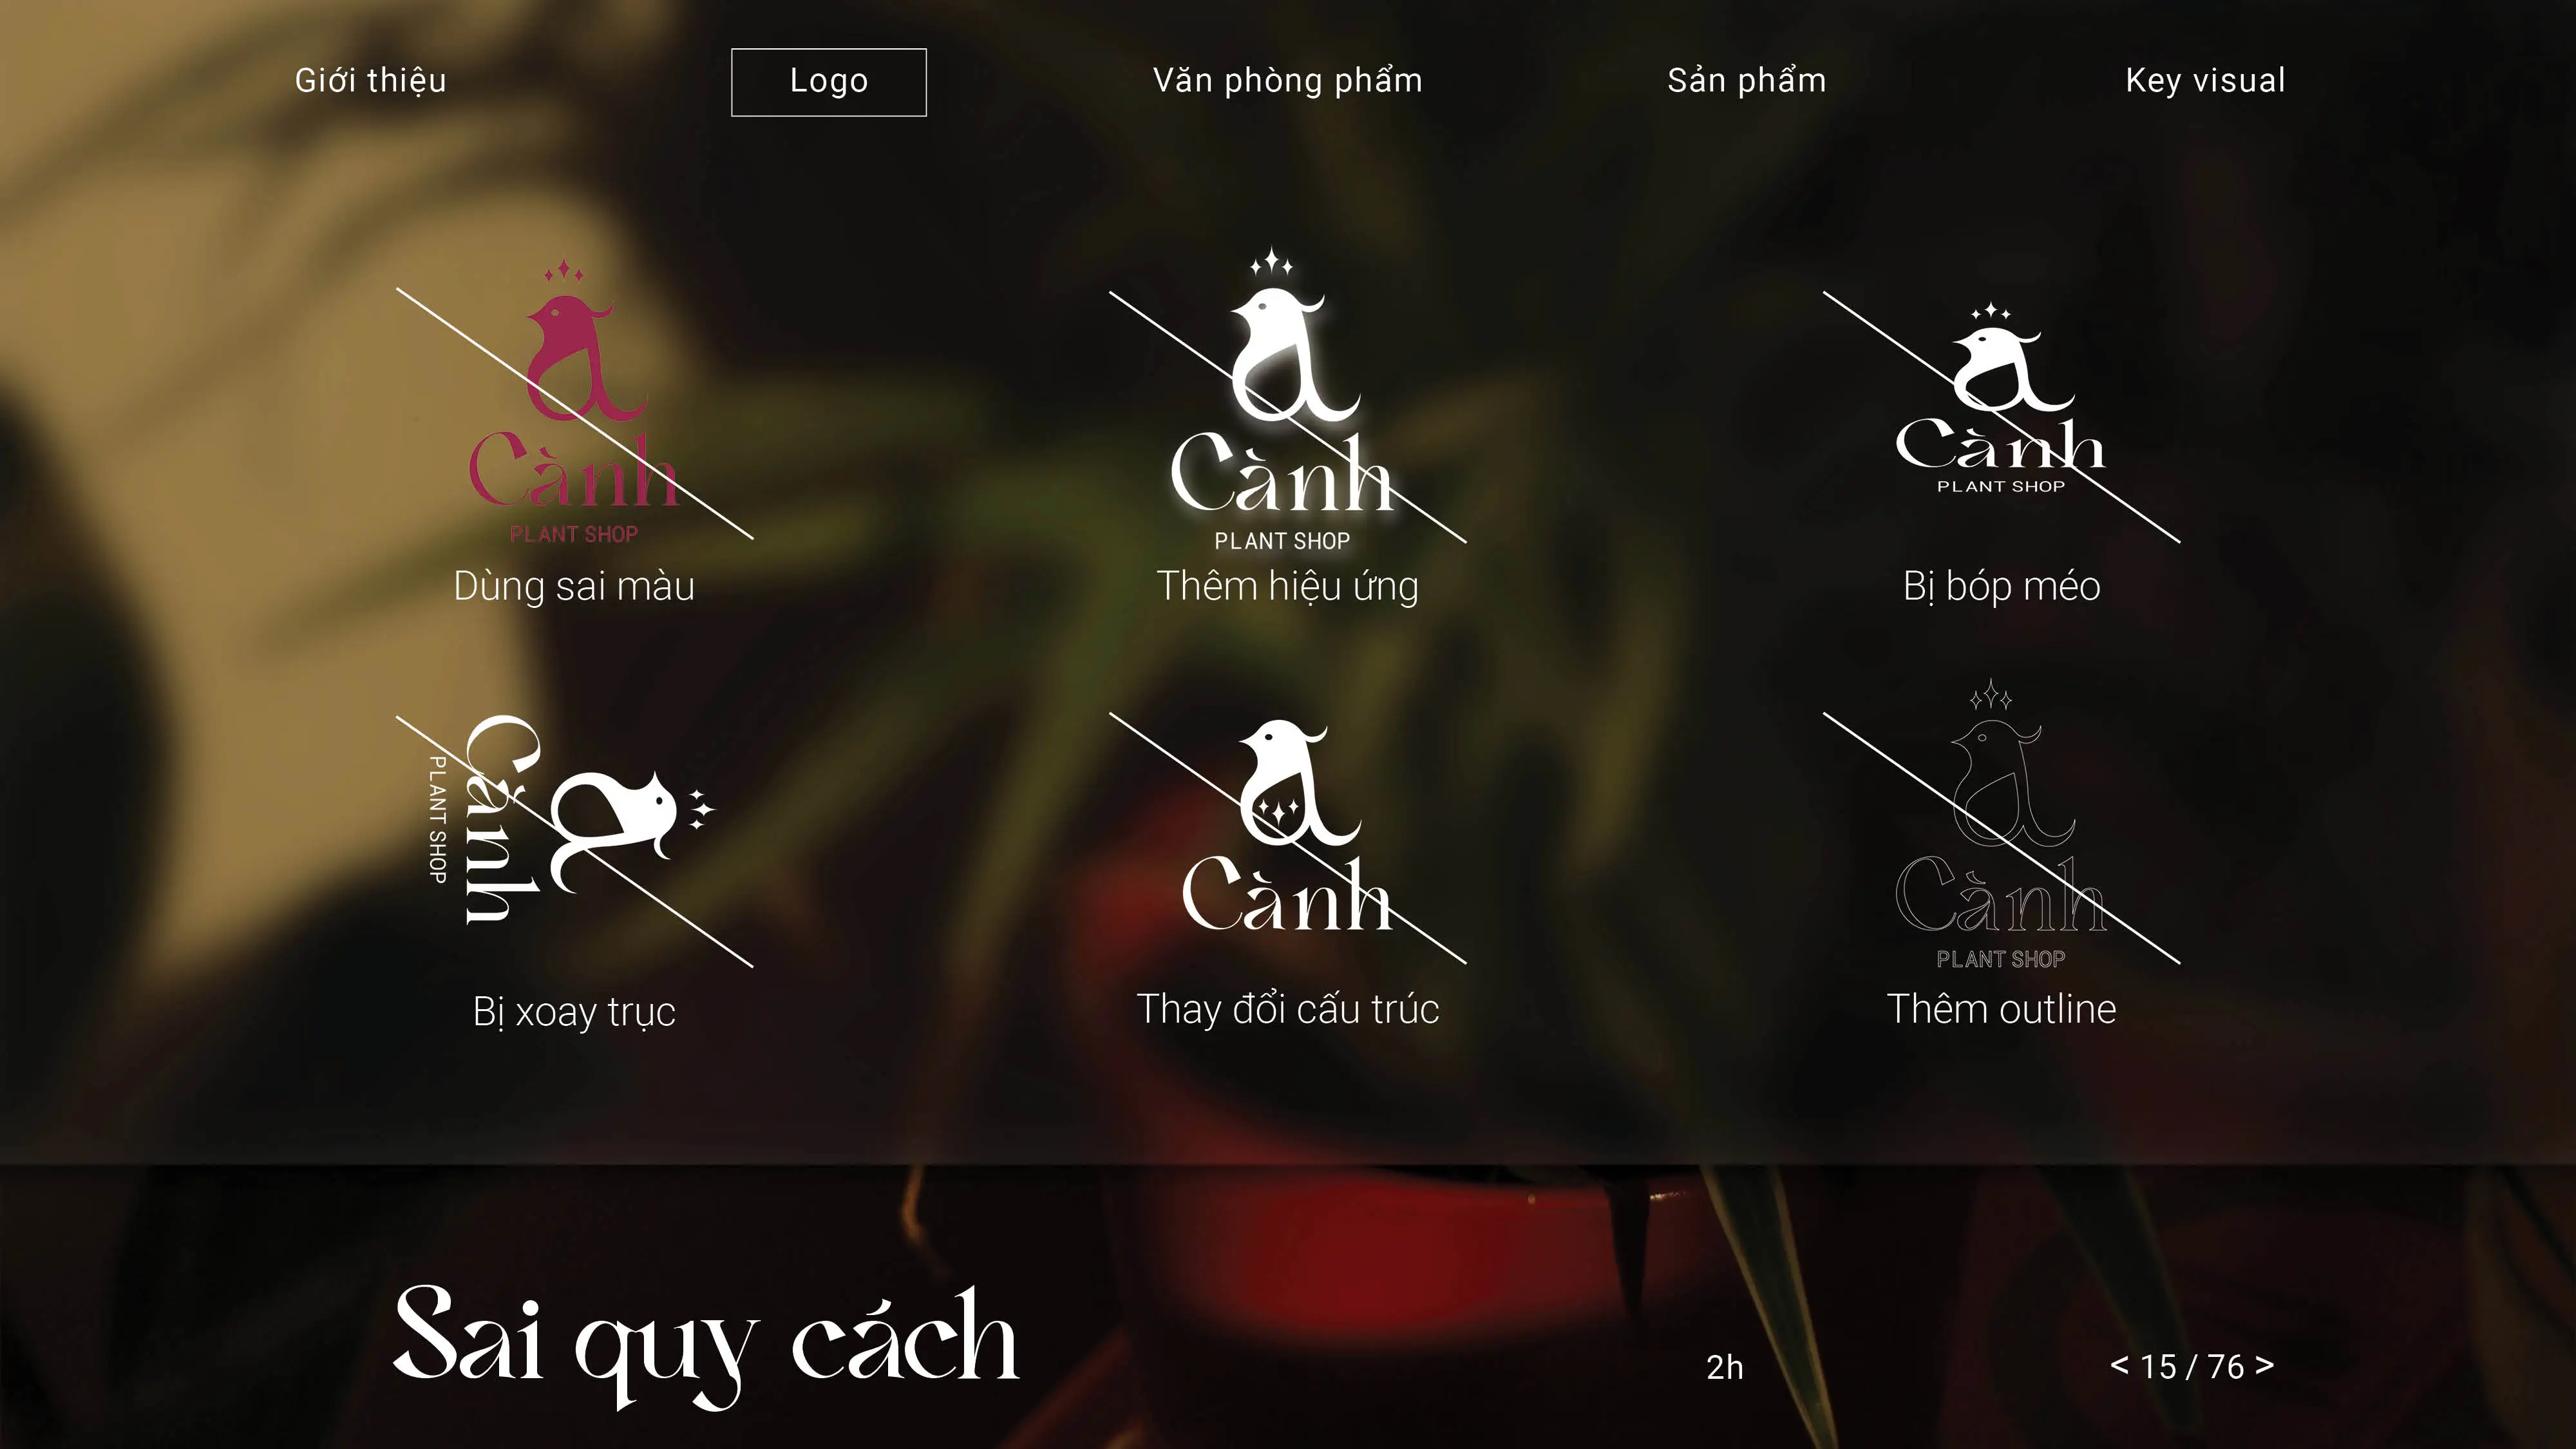 Giới thiệu
Logo
Văn phòng phẩm
Sản phẩm
Key visual
Cành
PLANT SHOP
Dùng sai màu
Cành
PLANT SHOP
Thêm hiệu ứng
Cành
PLANT SHOP
Bị bóp méo
Cành
PLANT SHOP
Bị xoay trục
Cành
Thay đổi cấu trúc
Cành
PLANT SHOP
Thêm outline
Sai quy cách
2h
< 15 / 76 >